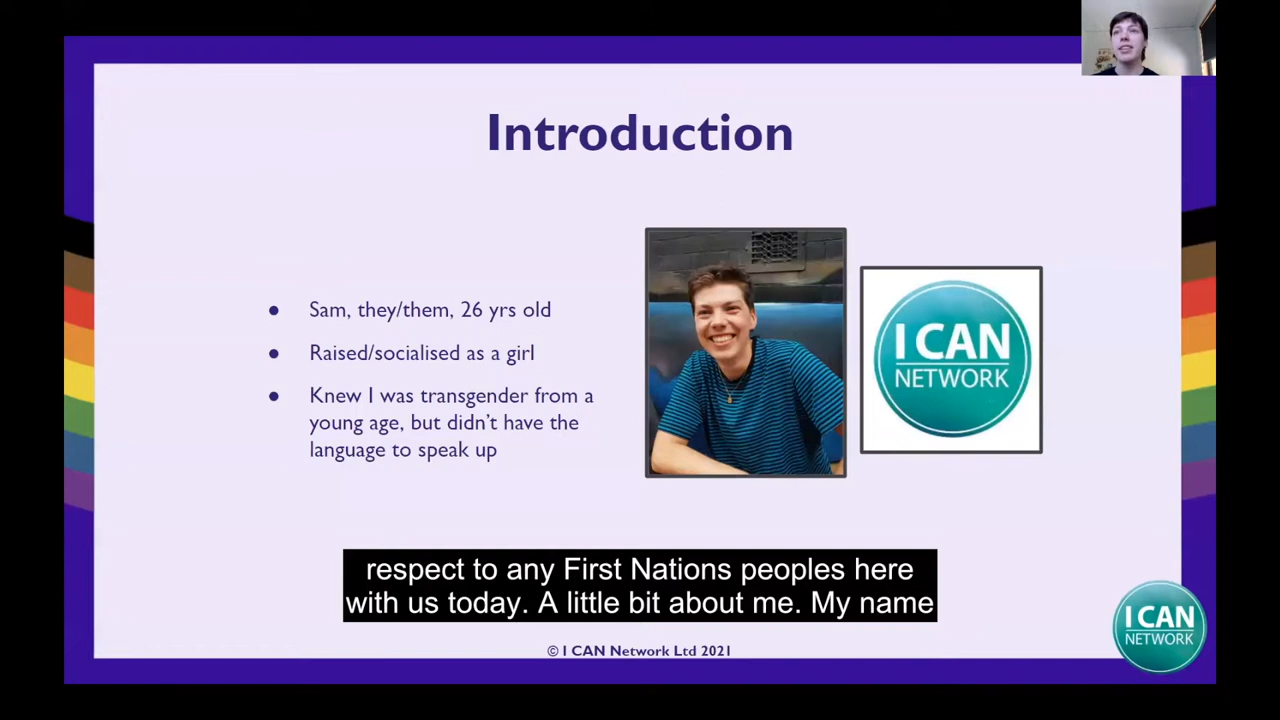 Introduction
● Sam, they/them, 26 yrs old
● Raised/socialised as a girl
● Knew I was transgender from a
young age, but didn't have the
language to speak up
I CAN
NETWORK
respect to any First Nations peoples here
with us today. A little bit about me. My name
© I CAN Network Ltd 2021
I CAN
NETWORK